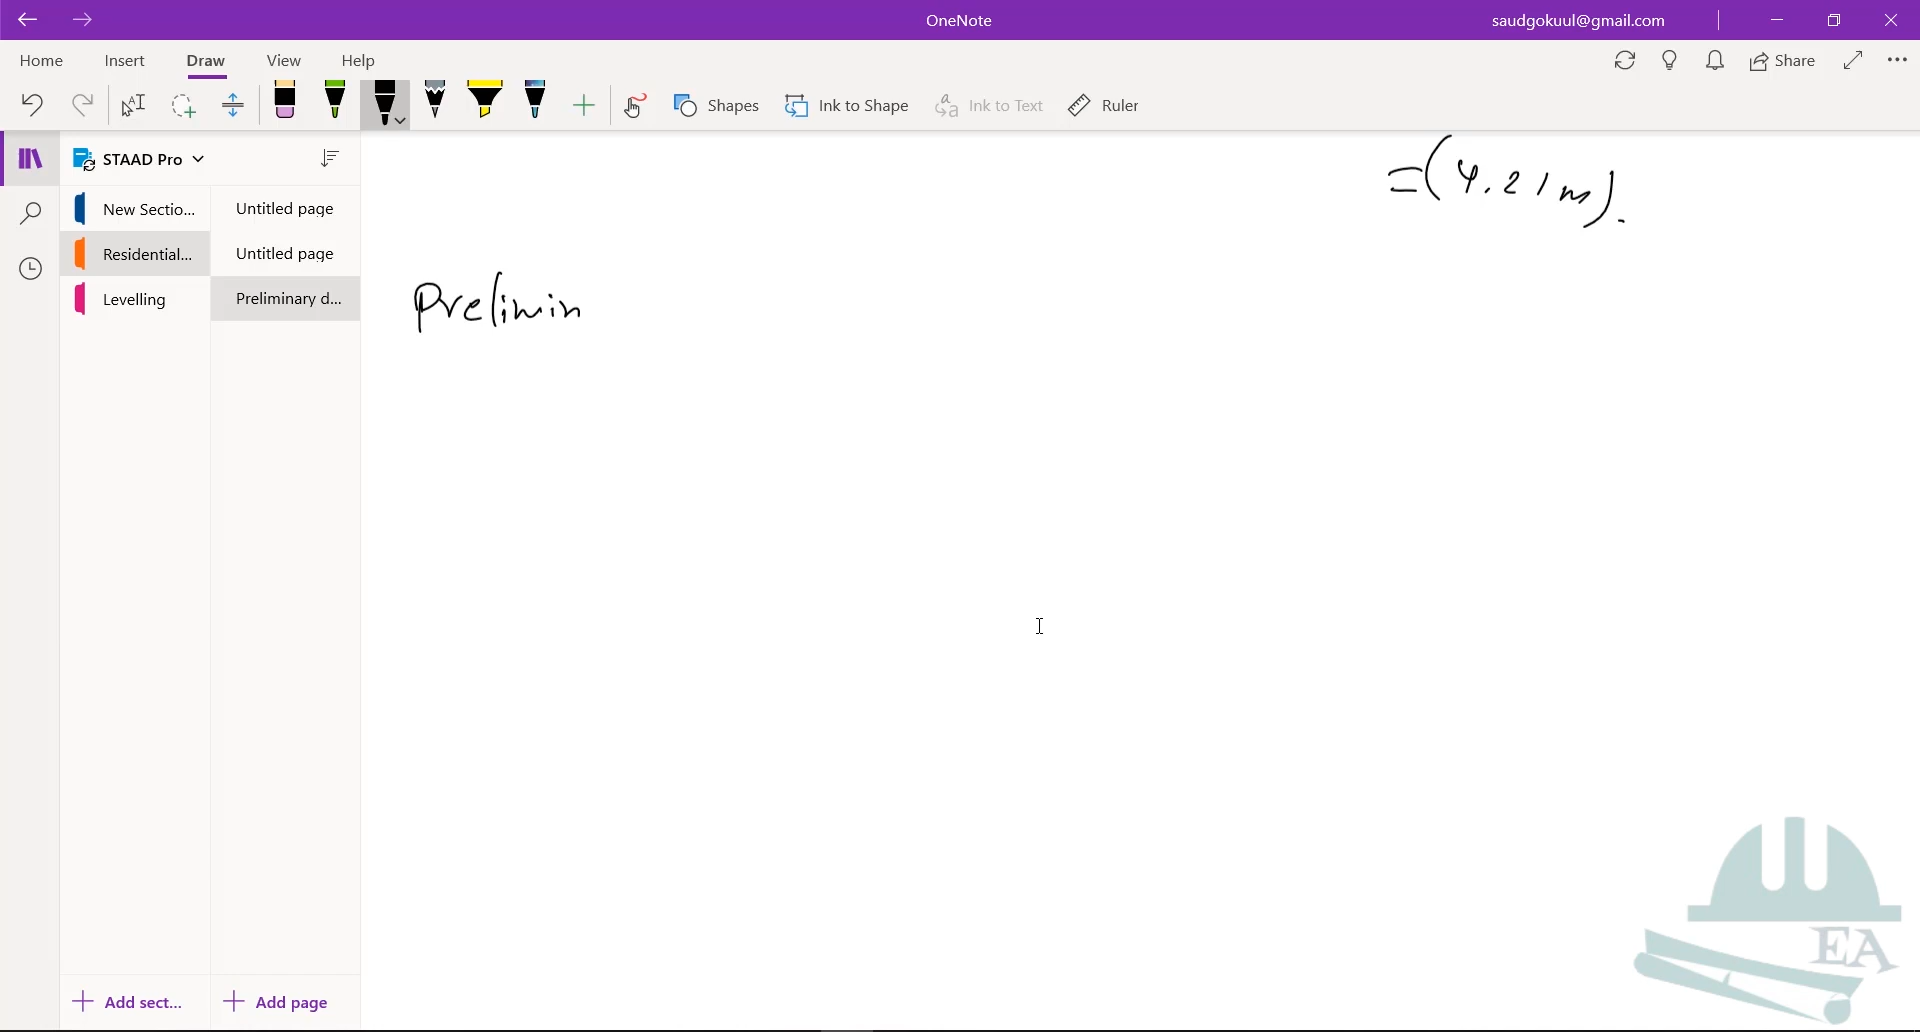 OneNote
saudgokuul@gmail.com
Home Insert Draw View Help
Share
Shapes
Ink to Shape
Ink to Text
Ruler
STAAD Pro
New Sectio...
Residential...
Levelling
Untitled page
Untitled page
Preliminary d...
=(4.21m).
Prelimin
EA
Add sect...
Add page